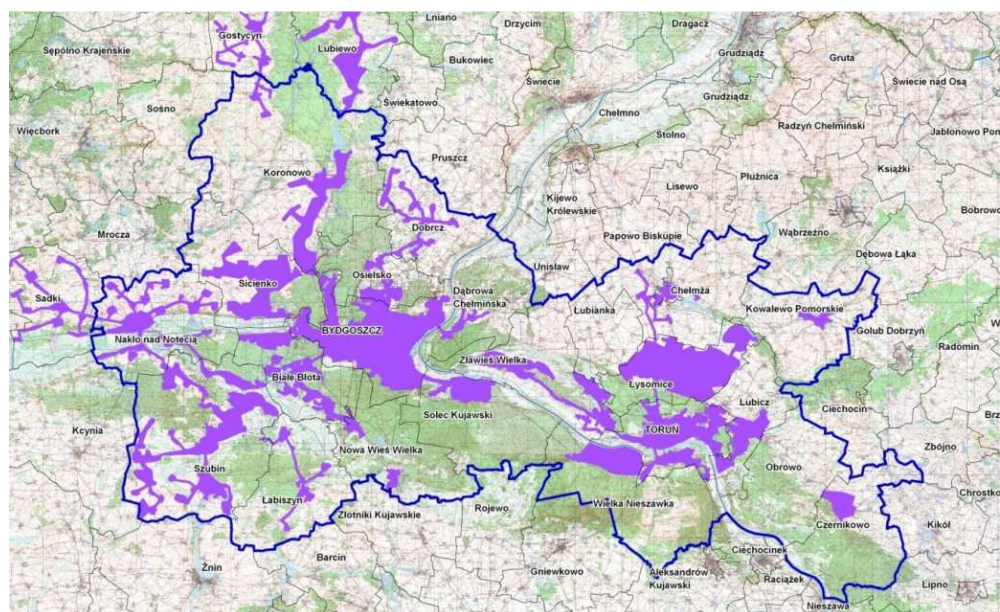 Gostycyn
Lniano
Drzycim
Dragacz
Sępólno Krajeńskie
Lubiewo
Bukowiec
Grudziądz
Gruta
Świecie
Świecie nad Osą
Sośno
Świekatowo
Grudziądz
Chełmno
Więcbork
Stolno
Radzyń Chełmiński
Jabłonowo Pom
Pruszcz
Koronowo
Płużnica
Książki
Lisewo
Kijewo
Królewskie
Bobrowo
Mrocza
Dobrcz
Papowo Biskupie
Wąbrzeźno
Dębowa Łąka
Unisław
Osielsko
Sadki
Sicienko
Dąbrowa
Chełmińska
Chełmża
Łubianka
Kowalewo Pomorskie
BYDGOSZCZ
Golub Dobrzyń
Nakło nad Notecią
Radomin
Zławieś Wielka
Białe Błota
Łysomice
Lubicz
Solec Kujawski
Ciechocin
Kcynia
TORUŃ
Zbójno
Nowa Wieś Wielka
Szubin
Obrowo
Łabiszyn
Wielka Nieszawka
Chrostko
Złotniki Kujawskie
Rojewo
Czernikowo
Kikół
Barcin
Ciechocinek
Żnin
Gniewkowo
Aleksandrów
Kujawski
Raciążek
Lipno
Nieszawa